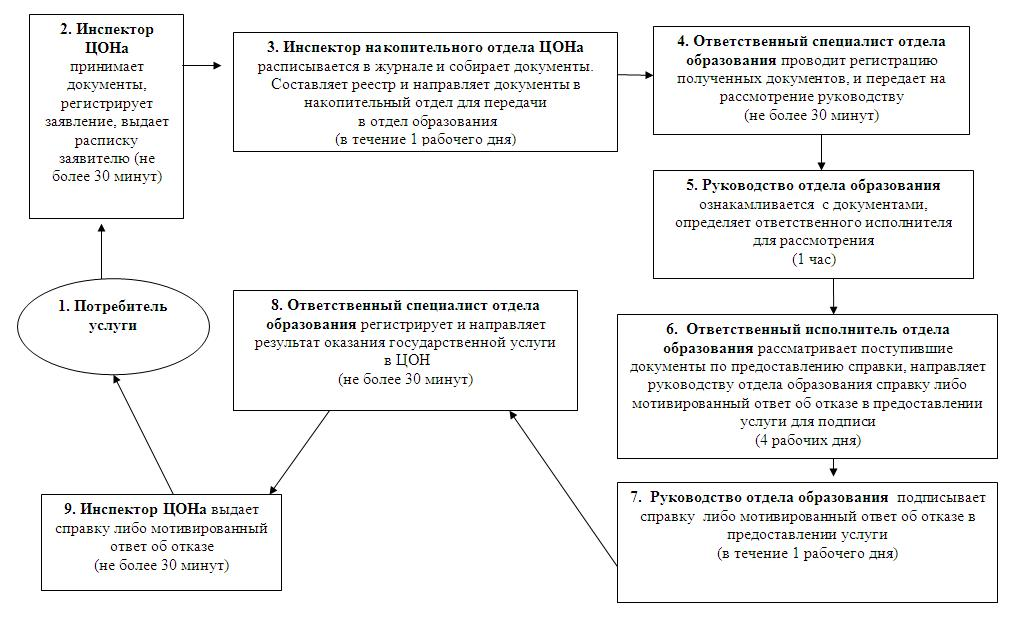 2. Инспектор
ЦОНа
принимает
документы,
регистрирует
заявление, выдает
расписку
заявителю (не
более 30 минут)
3. Инспектор накопительного отдела ЦОНа
расписывается в журнале и собирает документы.
Составляет реестр и направляет документы в
накопительный отдел для передачи
в отдел образования
(в течение 1 рабочего дня)
4. Ответственный специалист отдела
образования проводит регистрацию
полученных документов, и передает на
рассмотрение руководству
(не более 30 минут)
5. Руководство отдела образования
ознакамливается с документами,
определяет ответственного исполнителя
для рассмотрения
(1 час)
1. Потребитель
услуги
8. Ответственный специалист отдела
образования регистрирует и направляет
результат оказания государственной услуги
в ЦОН
(не более 30 минут)
6. Ответственный исполнитель отдела
образования рассматривает поступившие
документы по предоставлению справки, направляет
руководству отдела образования справку либо
мотивированный ответ об отказе в предоставлении
услуги для подписи
(4 рабочих дня)
9. Инспектор ЦОНа выдает
справку либо мотивированный
ответ об отказе
(не более 30 минут)
7. Руководство отдела образования подписывает
справку либо мотивированный ответ об отказе в
предоставлении услуги
(в течение 1 рабочего дня)